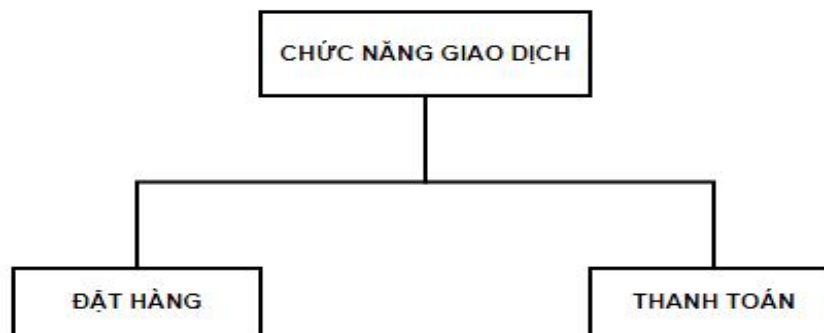 CHỨC NĂNG GIAO DỊCH
ĐẶT HÀNG
THANH TOÁN